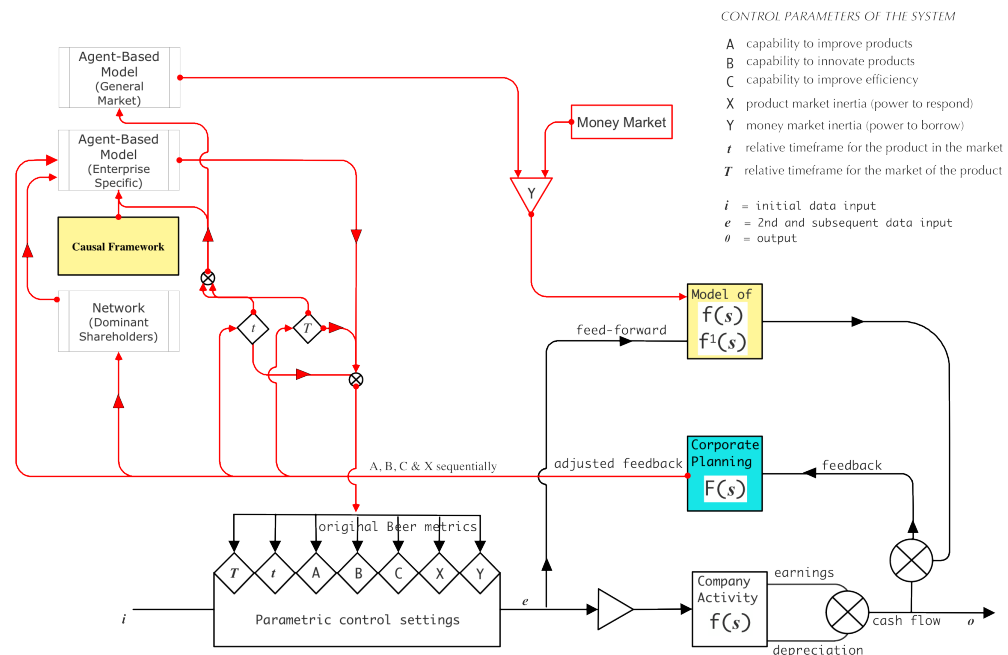 CONTROL PARAMETERS OF THE SYSTEM
A capability to improve products
B capability to innovate products
C capability to improve efficiency
X product market inertia (power to respond)
Y money market inertia (power to borrow)
t relative timeframe for the product in the market
T relative timeframe for the market of the product
i = initial data input
e = 2nd and subsequent data input
θ = output
Agent-Based
Model
(General
Market)
Agent-Based
Model
(Enterprise
Specific)
Causal Framework
Network
(Dominant
Shareholders)
Money Market
Y
t
T
Model of
f(s)
f¹(s)
feed-forward
Corporate
Planning
F(s)
adjusted feedback
feedback
A, B, C & X sequentially
original Beer metrics
T t A B C X Y
Parametric control settings
i
e
Company
Activity
f(s)
earnings
depreciation
cash flow
o